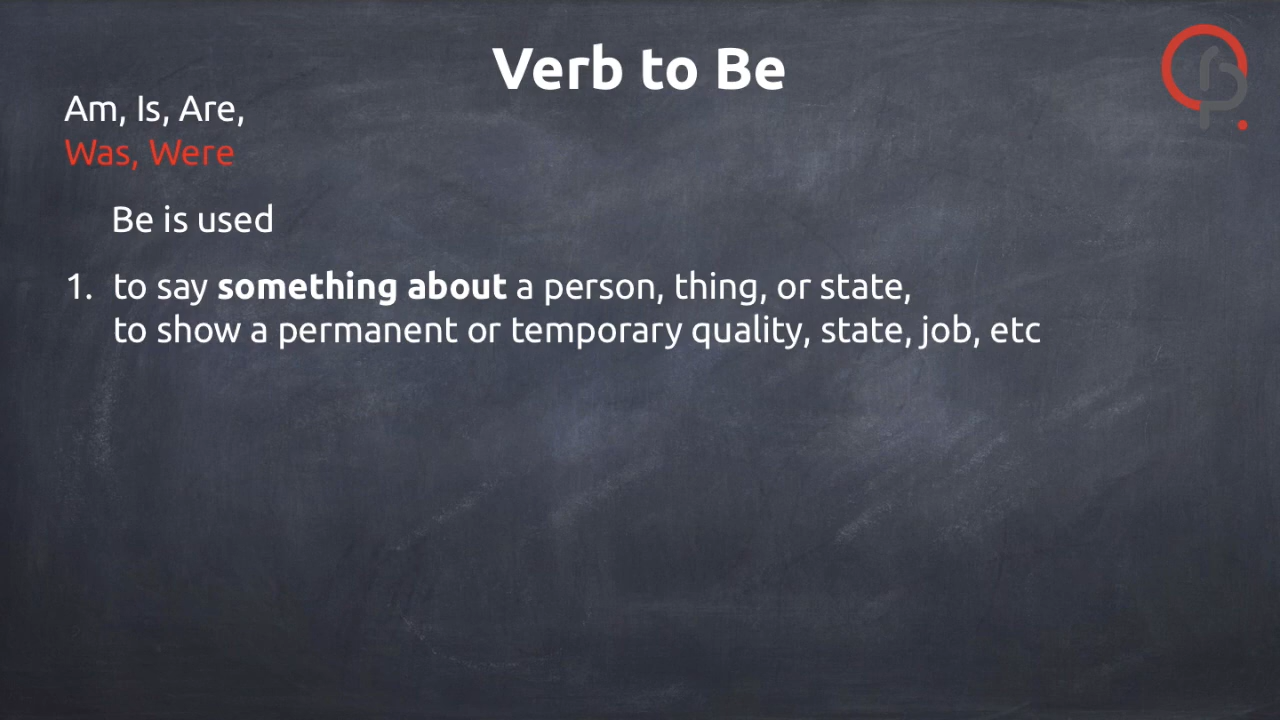 Verb to Be
Am, Is, Are,
Was, Were
Be is used
1. to say something about a person, thing, or state,
to show a permanent or temporary quality, state, job, etc